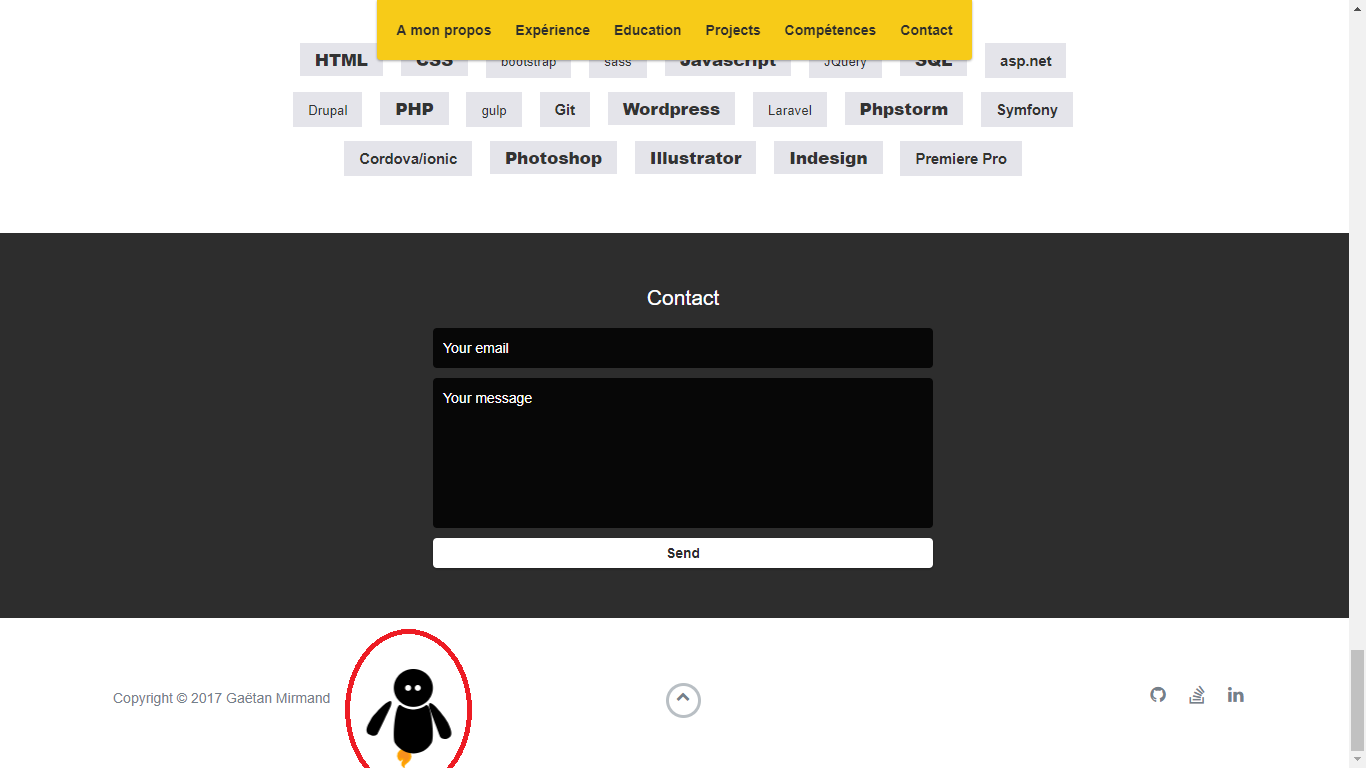 A mon propos Expérience Education Projects Compétences Contact
HTML CSS bootstrap sass Javascript JQuery SQL asp.net
Drupal PHP gulp Git Wordpress Laravel Phpstorm Symfony
Cordova/ionic Photoshop Illustrator Indesign Premiere Pro
Contact
Your email
Your message
Send
Copyright © 2017 Gaëtan Mirmand